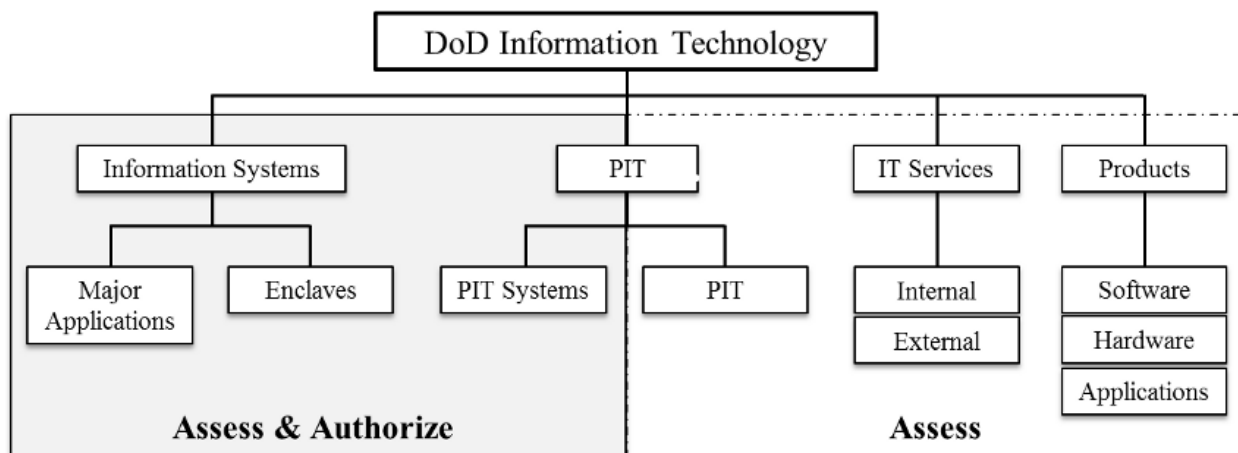 DoD Information Technology
Information Systems
PIT
IT Services
Products
Major
Applications
Enclaves
PIT Systems
PIT
Internal
External
Software
Hardware
Applications
Assess & Authorize
Assess